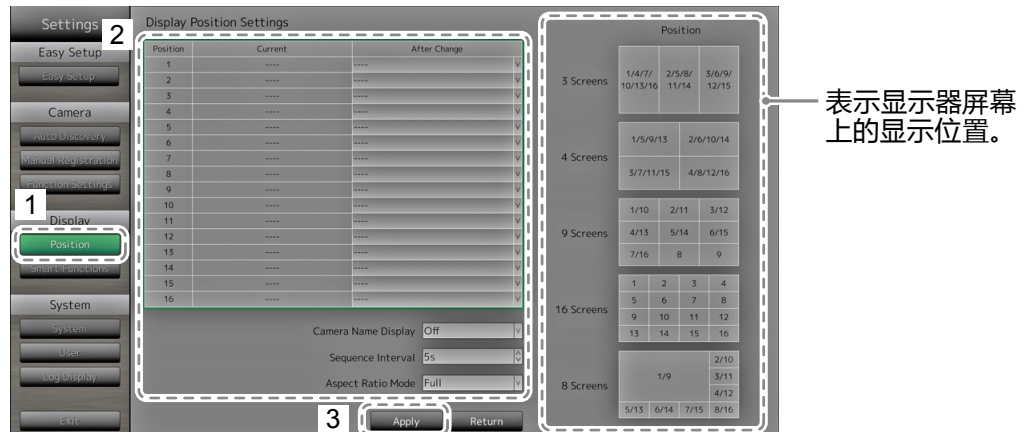 Settings
Easy Setup
Easy Setup
Camera
Auto Discovery
Manual Registration
Function Settings
1
Display
Position
Smart Functions
System
System
User
Log Display
Exit
2
Display Position Settings
Position Current After Change
1 ---- ---- v
2 ---- ---- v
3 ---- ---- v
4 ---- ---- v
5 ---- ---- v
6 ---- ---- v
7 ---- ---- v
8 ---- ---- v
9 ---- ---- v
10 ---- ---- v
11 ---- ---- v
12 ---- ---- v
13 ---- ---- v
14 ---- ---- v
15 ---- ---- v
16 ---- ---- v
Camera Name Display Off
Sequence Interval 5s
Aspect Ratio Mode Full
3 Apply Return
Position
3 Screens
1/4/7/ 2/5/8/ 3/6/9/
10/13/16 11/14 12/15
4 Screens
1/5/9/13 2/6/10/14
3/7/11/15 4/8/12/16
9 Screens
1/10 2/11 3/12
4/13 5/14 6/15
7/16 8 9
16 Screens
1 2 3 4
5 6 7 8
9 10 11 12
13 14 15 16
8 Screens
1/9 2/10
3/11
4/12
5/13 6/14 7/15 8/16
表示显示器屏幕
上的显示位置。